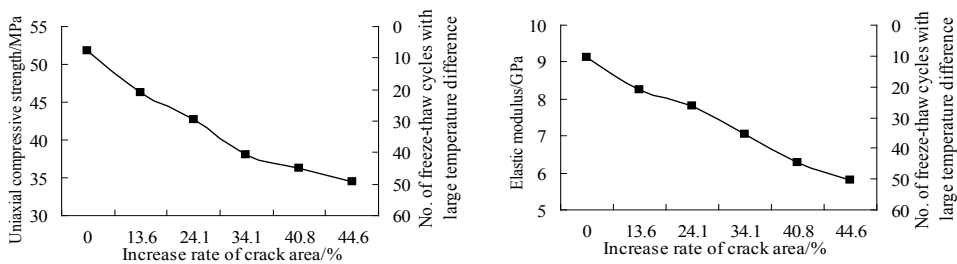 Uniaxial compressive strength/MPa
55
50
45
40
35
30
0
10
20
30
40
50
60
No. of freeze-thaw cycles with
large temperature difference
0 13.6 24.1 34.1 40.8 44.6
Increase rate of crack area/%
Elastic modulus/GPa
10
9
8
7
6
5
0
10
20
30
40
50
60
No. of freeze-thaw cycles with
large temperature difference
0 13.6 24.1 34.1 40.8 44.6
Increase rate of crack area/%